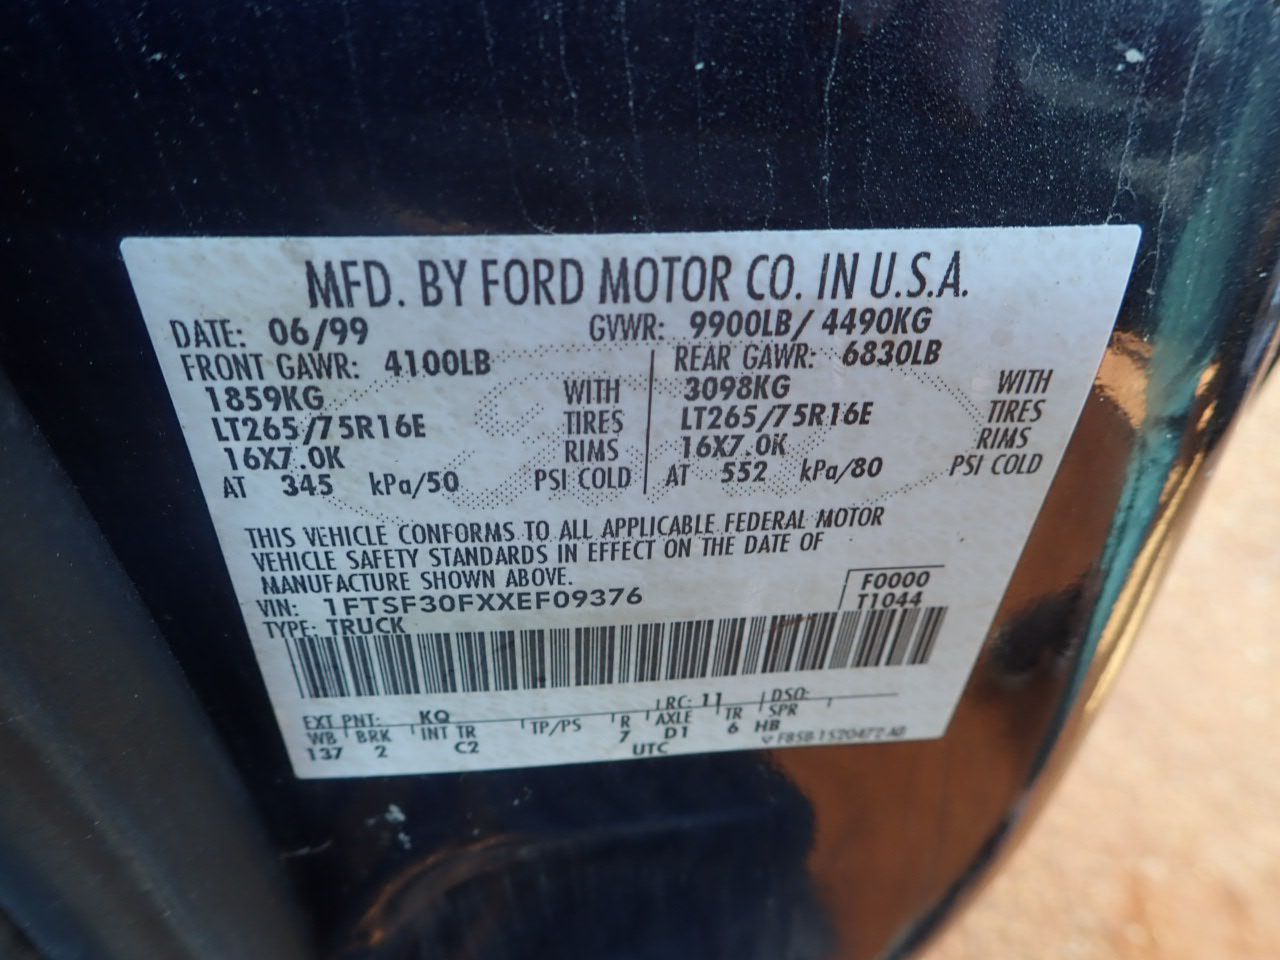 MFD. BY FORD MOTOR CO. IN U.S.A.
DATE: 06/99 GVWR: 9900LB/ 4490KG
FRONT GAWR: 4100LB REAR GAWR: 6830LB
1859KG WITH 3098KG WITH
LT265/75R16E TIRES LT265/75R16E TIRES
16X7.0K RIMS 16X7.0K RIMS
AT 345 kPa/50 PSI COLD AT 552 kPa/80 PSI COLD
THIS VEHICLE CONFORMS TO ALL APPLICABLE FEDERAL MOTOR
VEHICLE SAFETY STANDARDS IN EFFECT ON THE DATE OF
MANUFACTURE SHOWN ABOVE.
VIN: 1FTSF30FXXEF09376 F0000
TYPE: TRUCK T1044
EXT PNT: KQ RC: 11 DSO:
WB BRK INT TR TP/PS R AXLE TR SPR
137 2 C2 7 D1 6 HB
UTC F85B-1520472-AB